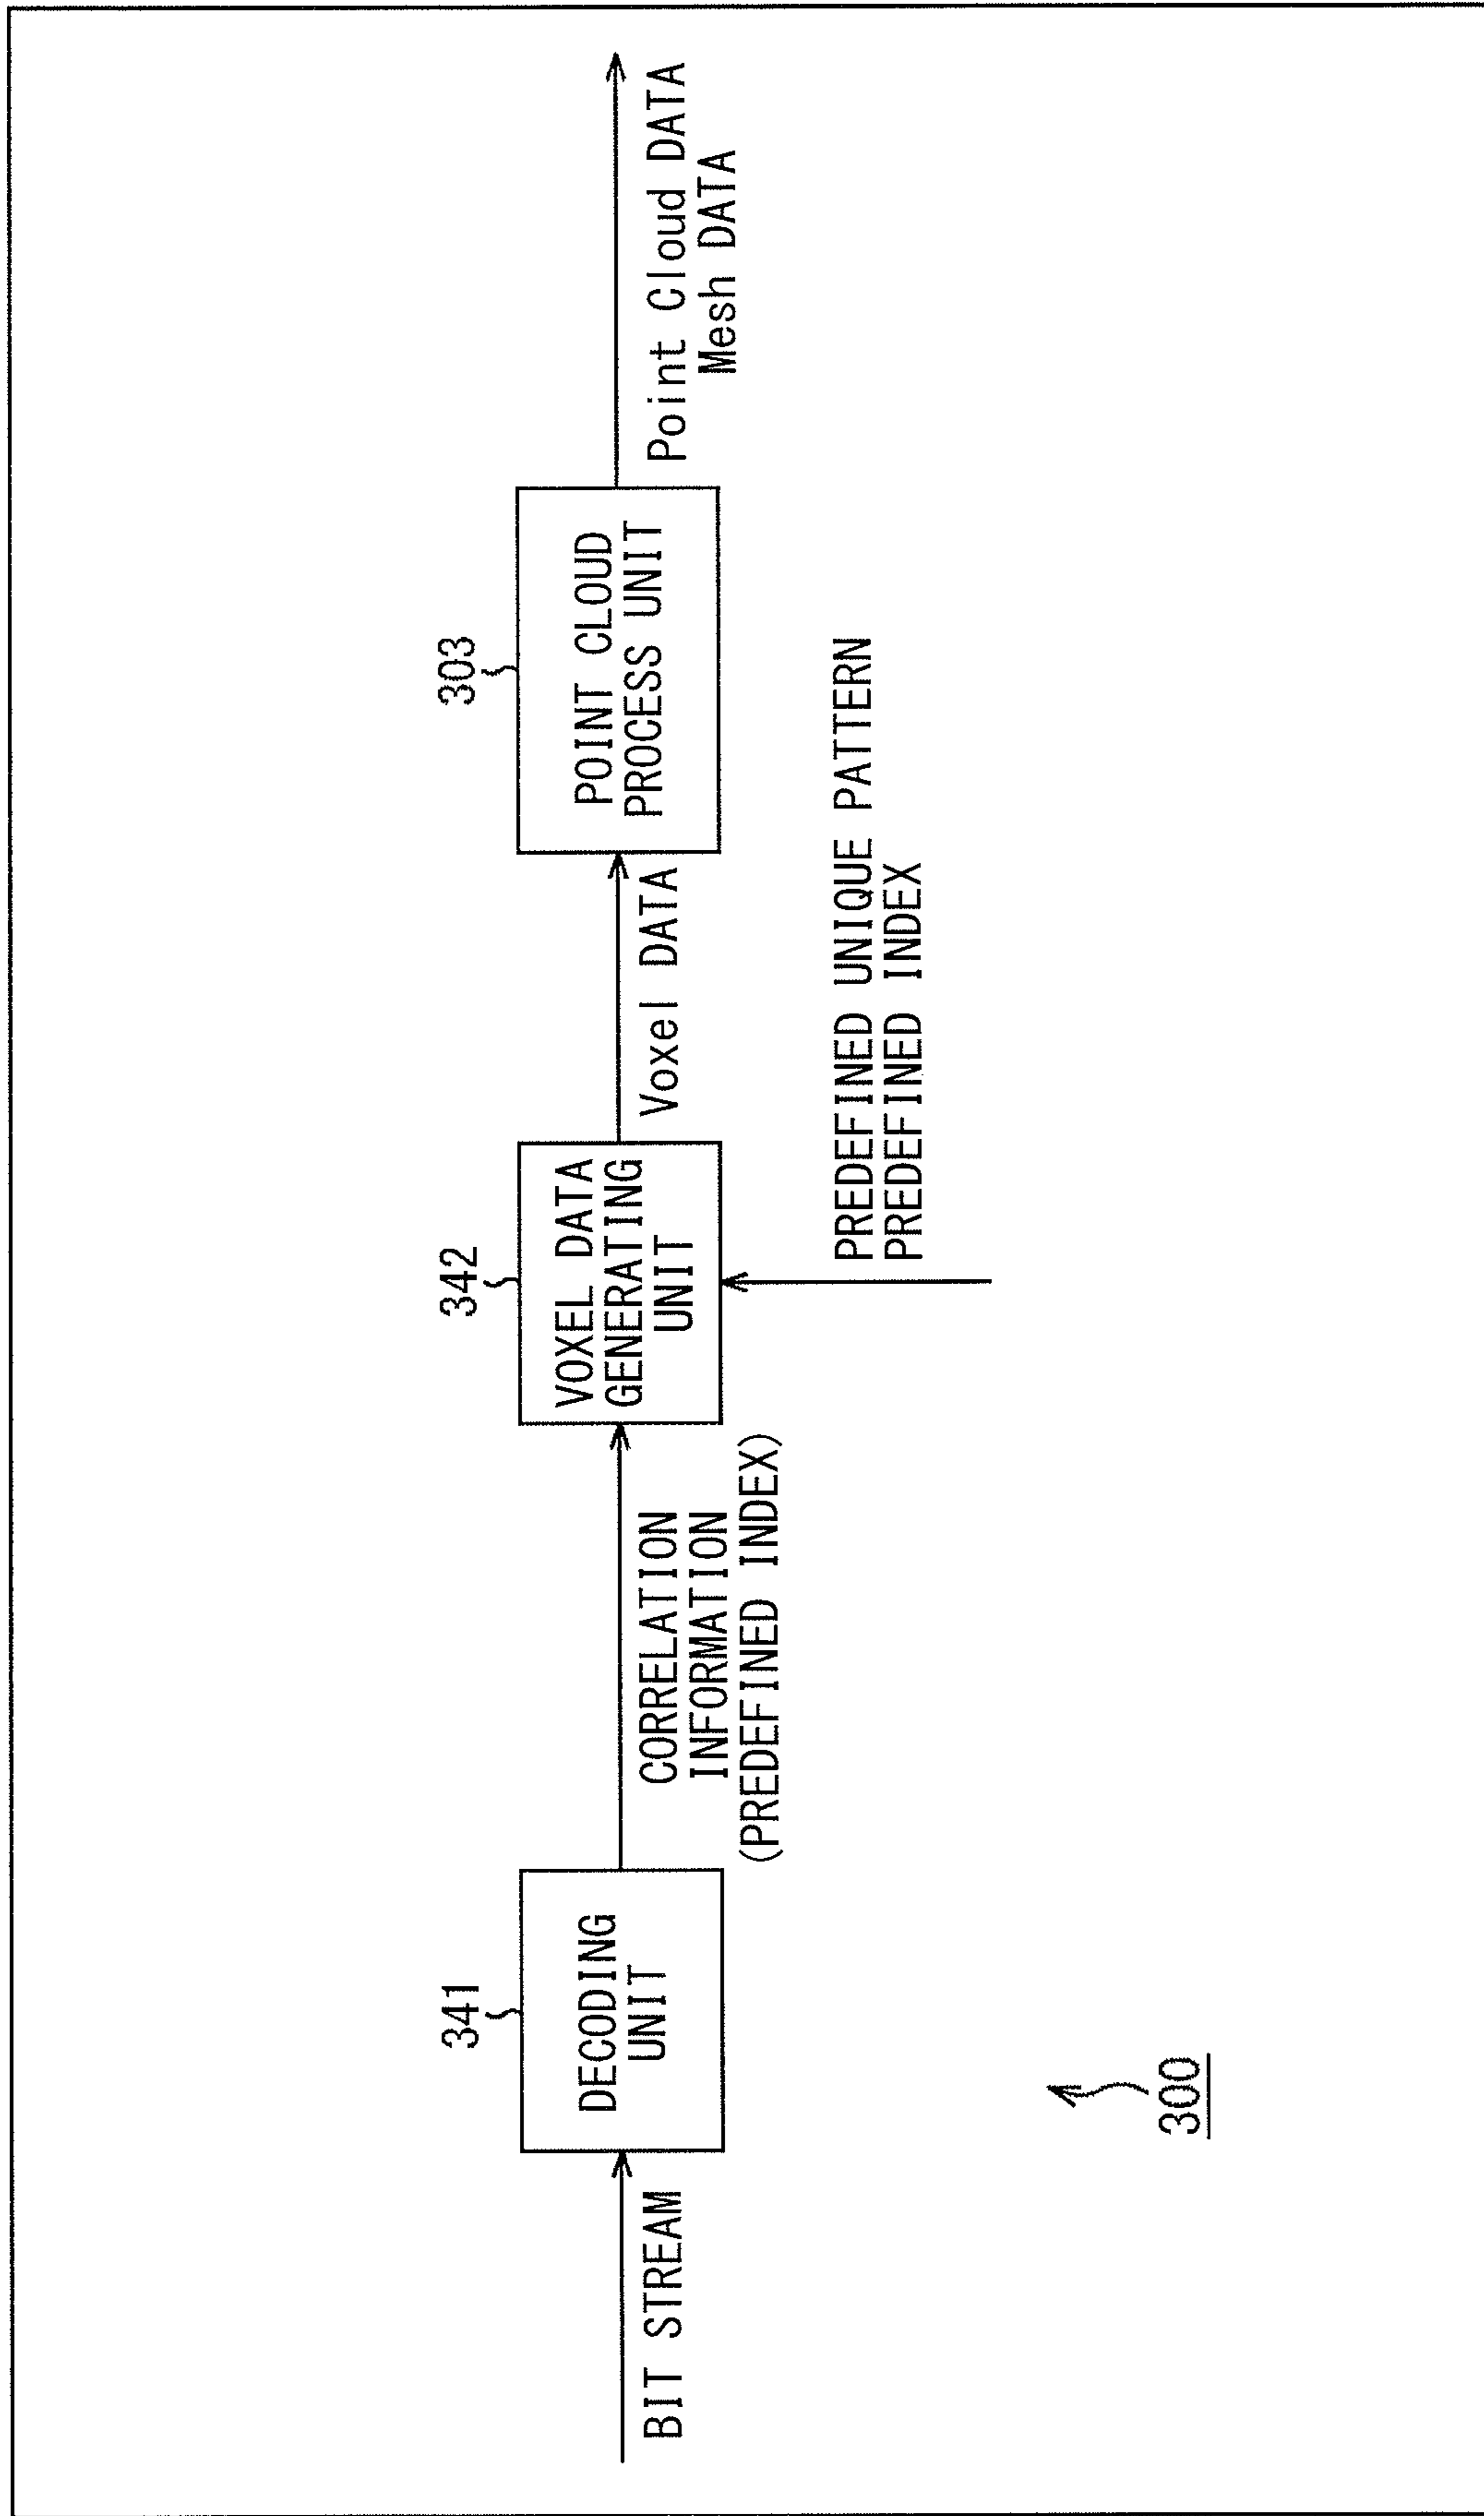 BIT STREAM
341
DECODING
UNIT
CORRELATION
INFORMATION
(PREDEFINED INDEX)
342
VOXEL DATA
GENERATING
UNIT
PREDEFINED UNIQUE PATTERN
PREDEFINED INDEX
Voxel DATA
303
POINT CLOUD
PROCESS UNIT
Point Cloud DATA
Mesh DATA
300